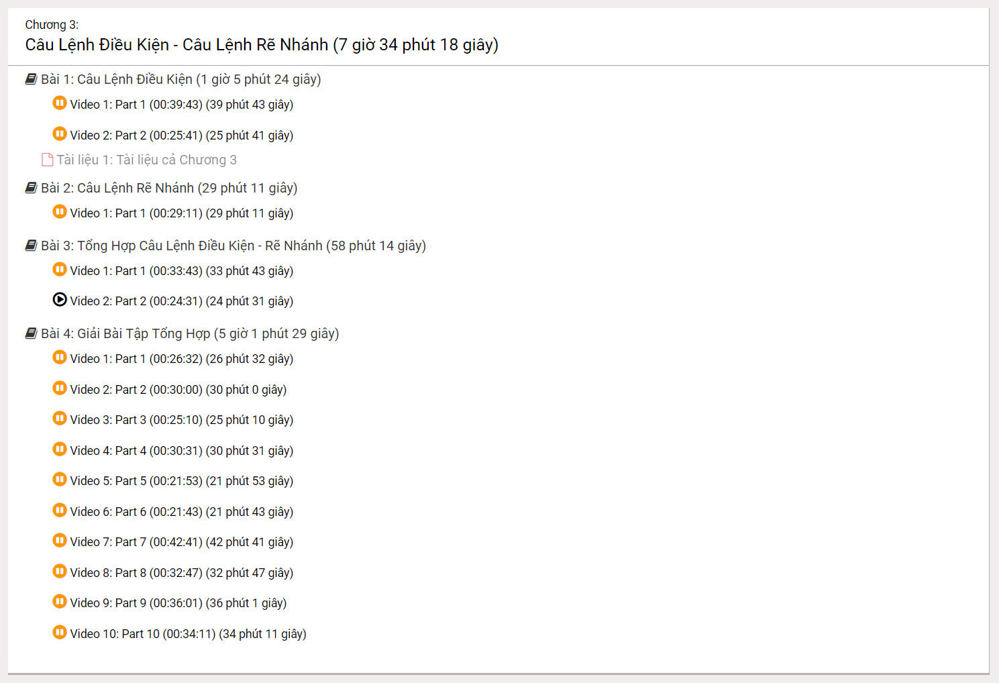 Chương 3:
Câu Lệnh Điều Kiện - Câu Lệnh Rẽ Nhánh (7 giờ 34 phút 18 giây)
Bài 1: Câu Lệnh Điều Kiện (1 giờ 5 phút 24 giây)
Video 1: Part 1 (00:39:43) (39 phút 43 giây)
Video 2: Part 2 (00:25:41) (25 phút 41 giây)
Tài liệu 1: Tài liệu cả Chương 3
Bài 2: Câu Lệnh Rẽ Nhánh (29 phút 11 giây)
Video 1: Part 1 (00:29:11) (29 phút 11 giây)
Bài 3: Tổng Hợp Câu Lệnh Điều Kiện - Rẽ Nhánh (58 phút 14 giây)
Video 1: Part 1 (00:33:43) (33 phút 43 giây)
Video 2: Part 2 (00:24:31) (24 phút 31 giây)
Bài 4: Giải Bài Tập Tổng Hợp (5 giờ 1 phút 29 giây)
Video 1: Part 1 (00:26:32) (26 phút 32 giây)
Video 2: Part 2 (00:30:00) (30 phút 0 giây)
Video 3: Part 3 (00:25:10) (25 phút 10 giây)
Video 4: Part 4 (00:30:31) (30 phút 31 giây)
Video 5: Part 5 (00:21:53) (21 phút 53 giây)
Video 6: Part 6 (00:21:43) (21 phút 43 giây)
Video 7: Part 7 (00:42:41) (42 phút 41 giây)
Video 8: Part 8 (00:32:47) (32 phút 47 giây)
Video 9: Part 9 (00:36:01) (36 phút 1 giây)
Video 10: Part 10 (00:34:11) (34 phút 11 giây)